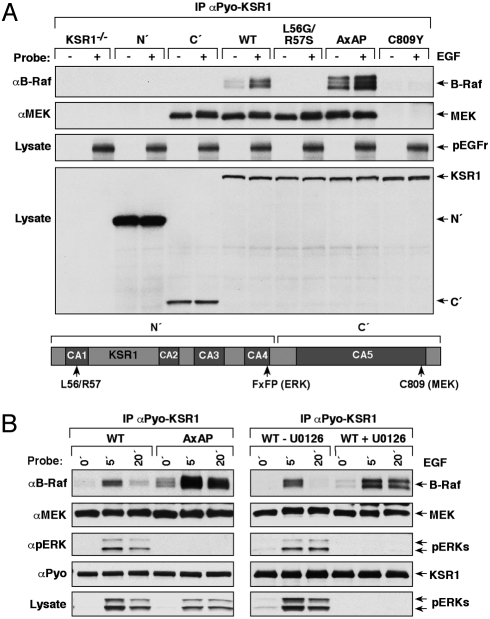 A
IP αPyo-KSR1
KSR1-/- N´ C´ WT L56G/R57S AxAP C809Y
Probe: - + - + - + - + - + - + - + EGF
αB-Raf B-Raf
αMEK MEK
Lysate pEGFr
KSR1
Lysate N´
C´
N´ C´
CA1 KSR1 CA2 CA3 CA4 CA5
L56/R57 FxFP (ERK) C809 (MEK)
B
IP αPyo-KSR1 IP αPyo-KSR1
WT AxAP WT - U0126 WT + U0126
Probe: 0´ 5´ 20´ 0´ 5´ 20´ 0´ 5´ 20´ 0´ 5´ 20´ EGF
αB-Raf B-Raf
αMEK MEK
αpERK pERKs
αPyo KSR1
Lysate pERKs